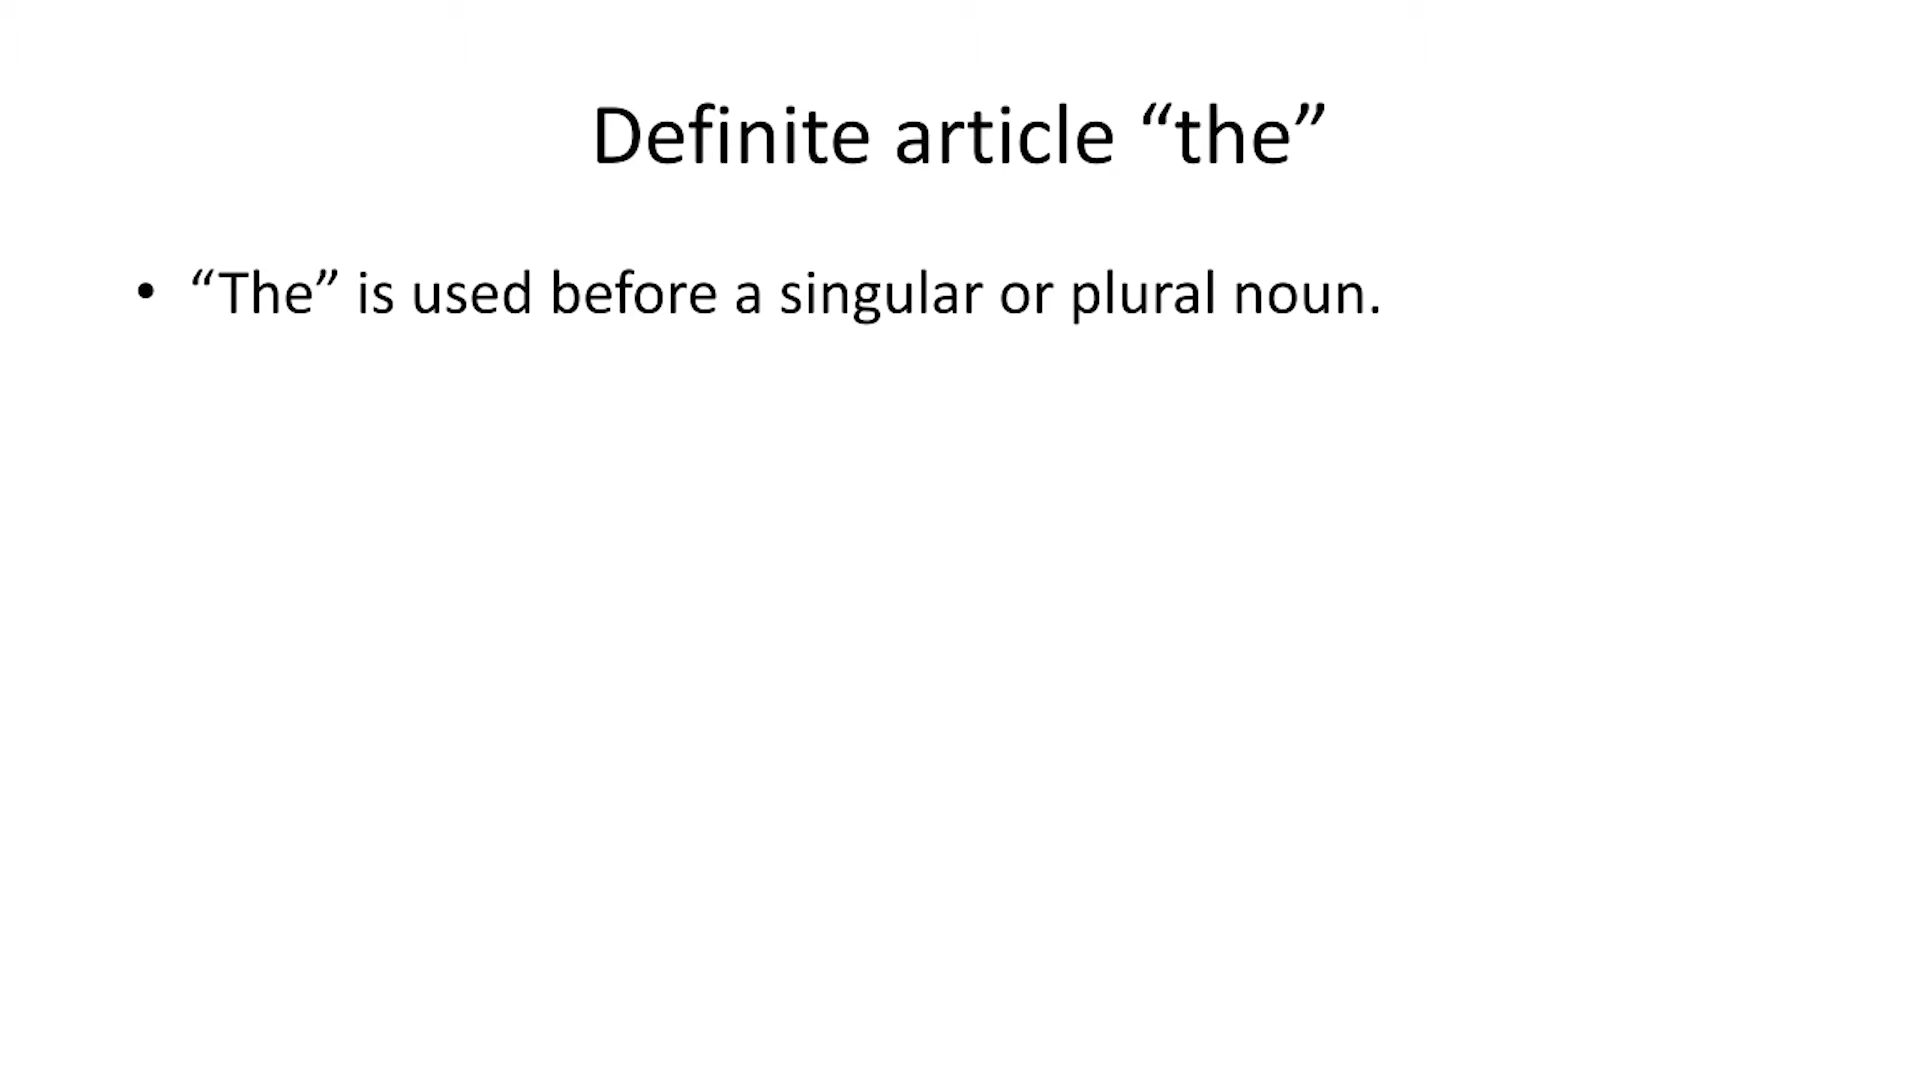 Definite article “the”
• “The” is used before a singular or plural noun.